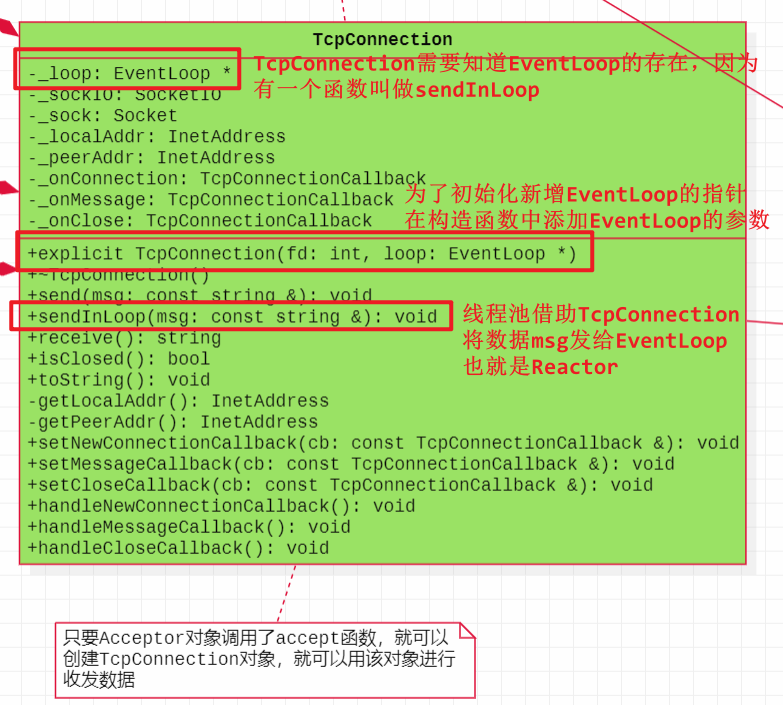 TcpConnection
-_loop: EventLoop *
TcpConnection需要知道EventLoop的存在，因为
有一个函数叫做sendInLoop
-_sockIO: SocketIO
-_sock: Socket
-_localAddr: InetAddress
-_peerAddr: InetAddress
-_onConnection: TcpConnectionCallback
-_onMessage: TcpConnectionCallback
-_onClose: TcpConnectionCallback
为了初始化新增EventLoop的指针
在构造函数中添加EventLoop的参数
+explicit TcpConnection(fd: int, loop: EventLoop *)
+~TcpConnection()
+send(msg: const string &): void
+sendInLoop(msg: const string &): void
线程池借助TcpConnection
将数据msg发给EventLoop
也就是Reactor
+receive(): string
+isClosed(): bool
+toString(): void
-getLocalAddr(): InetAddress
-getPeerAddr(): InetAddress
+setNewConnectionCallback(cb: const TcpConnectionCallback &): void
+setMessageCallback(cb: const TcpConnectionCallback &): void
+setCloseCallback(cb: const TcpConnectionCallback &): void
+handleNewConnectionCallback(): void
+handleMessageCallback(): void
+handleCloseCallback(): void
只要Acceptor对象调用了accept函数，就可以
创建TcpConnection对象，就可以用该对象进行
收发数据